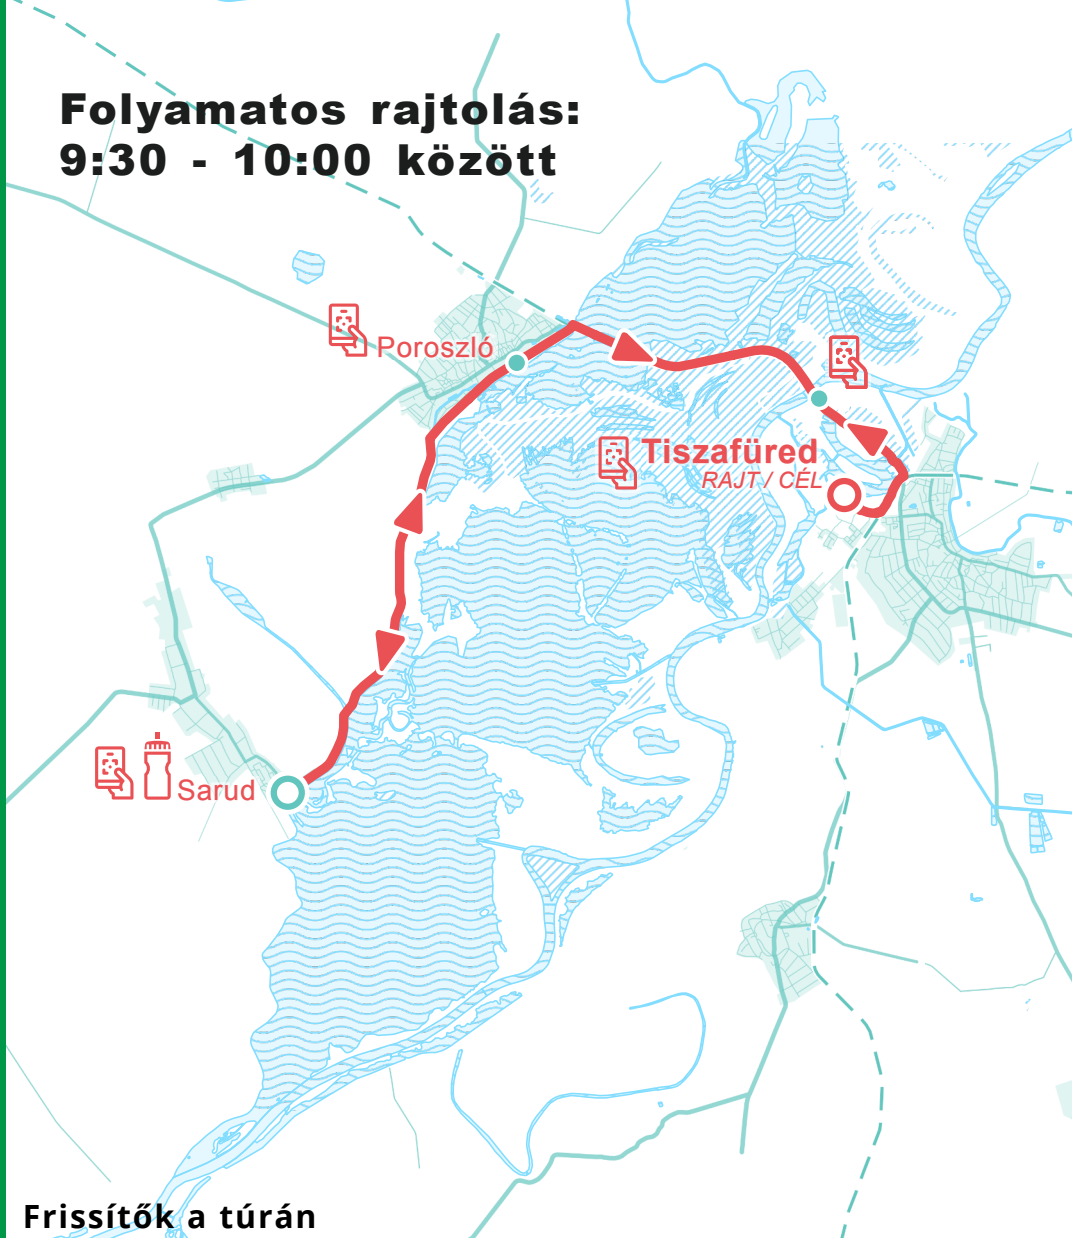 Folyamatos rajtolás:
9:30 - 10:00 között
Poroszló
Tiszafüred
RAJT / CÉL
Sarud
Frissítők a túrán